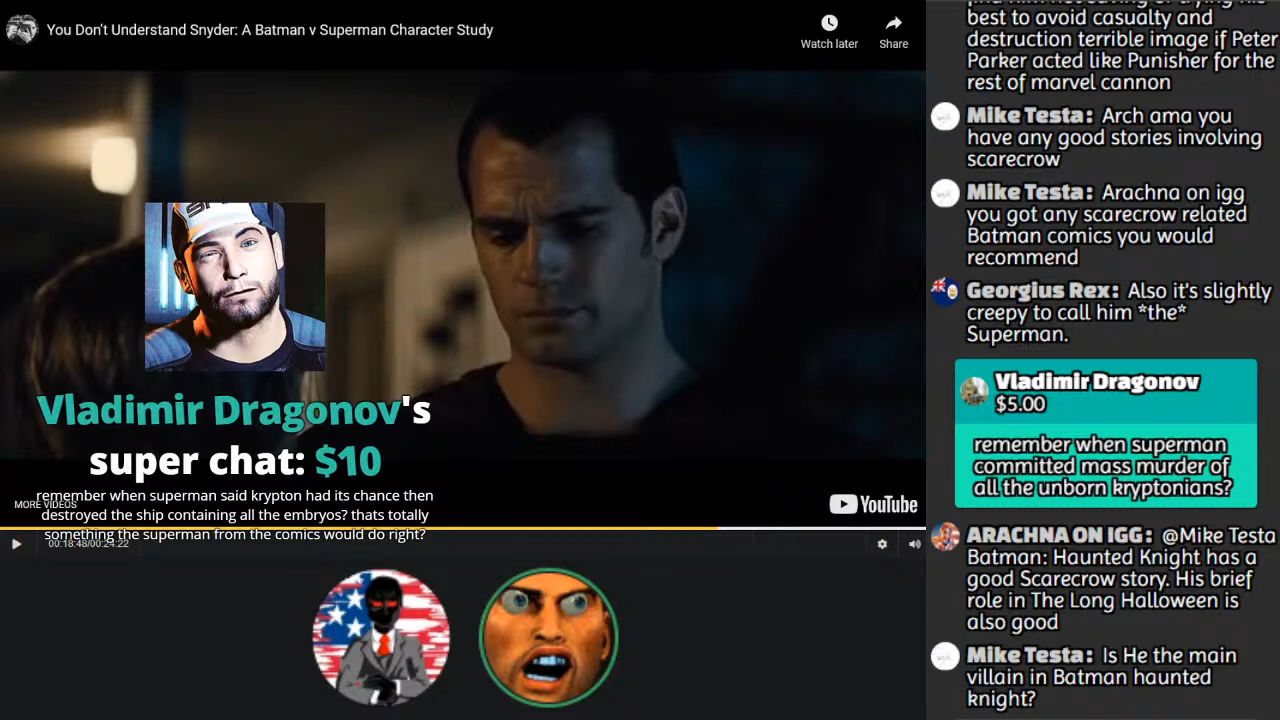 You Don't Understand Snyder: A Batman v Superman Character Study
Watch later
Share
Vladimir Dragonov's
super chat: $10
remember when superman said krypton had its chance then
destroyed the ship containing all the embryos? thats totally
something the superman from the comics would do right?
MORE VIDEOS
YouTube
00:18:48/00:24:22
best to avoid casualty and
destruction terrible image if Peter
Parker acted like Punisher for the
rest of marvel cannon
Mike Testa: Arch ama you
have any good stories involving
scarecrow
Mike Testa: Arachna on igg
you got any scarecrow related
Batman comics you would
recommend
Georgius Rex: Also it's slightly
creepy to call him *the*
Superman.
Vladimir Dragonov
$5.00
remember when superman
committed mass murder of
all the unborn kryptonians?
ARACHNA ON IGG: @Mike Testa
Batman: Haunted Knight has a
good Scarecrow story. His brief
role in The Long Halloween is
also good
Mike Testa: Is He the main
villain in Batman haunted
knight?